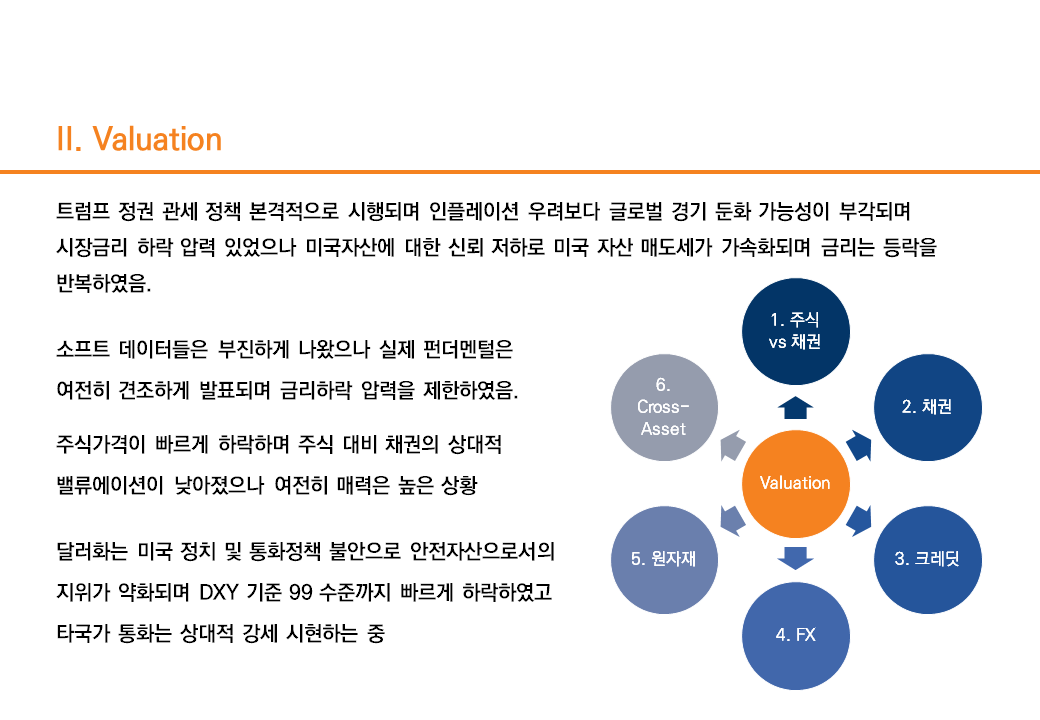 II. Valuation
트럼프 정권 관세 정책 본격적으로 시행되며 인플레이션 우려보다 글로벌 경기 둔화 가능성이 부각되며
시장금리 하락 압력 있었으나 미국자산에 대한 신뢰 저하로 미국 자산 매도세가 가속화되며 금리는 등락을
반복하였음.
소프트 데이터들은 부진하게 나왔으나 실제 펀더멘털은
여전히 견조하게 발표되며 금리하락 압력을 제한하였음.
주식가격이 빠르게 하락하며 주식 대비 채권의 상대적
밸류에이션이 낮아졌으나 여전히 매력은 높은 상황
달러화는 미국 정치 및 통화정책 불안으로 안전자산으로서의
지위가 약화되며 DXY 기준 99 수준까지 빠르게 하락하였고
타국가 통화는 상대적 강세 시현하는 중
1. 주식
vs 채권
2. 채권
3. 크레딧
4. FX
5. 원자재
6.
Cross-
Asset
Valuation